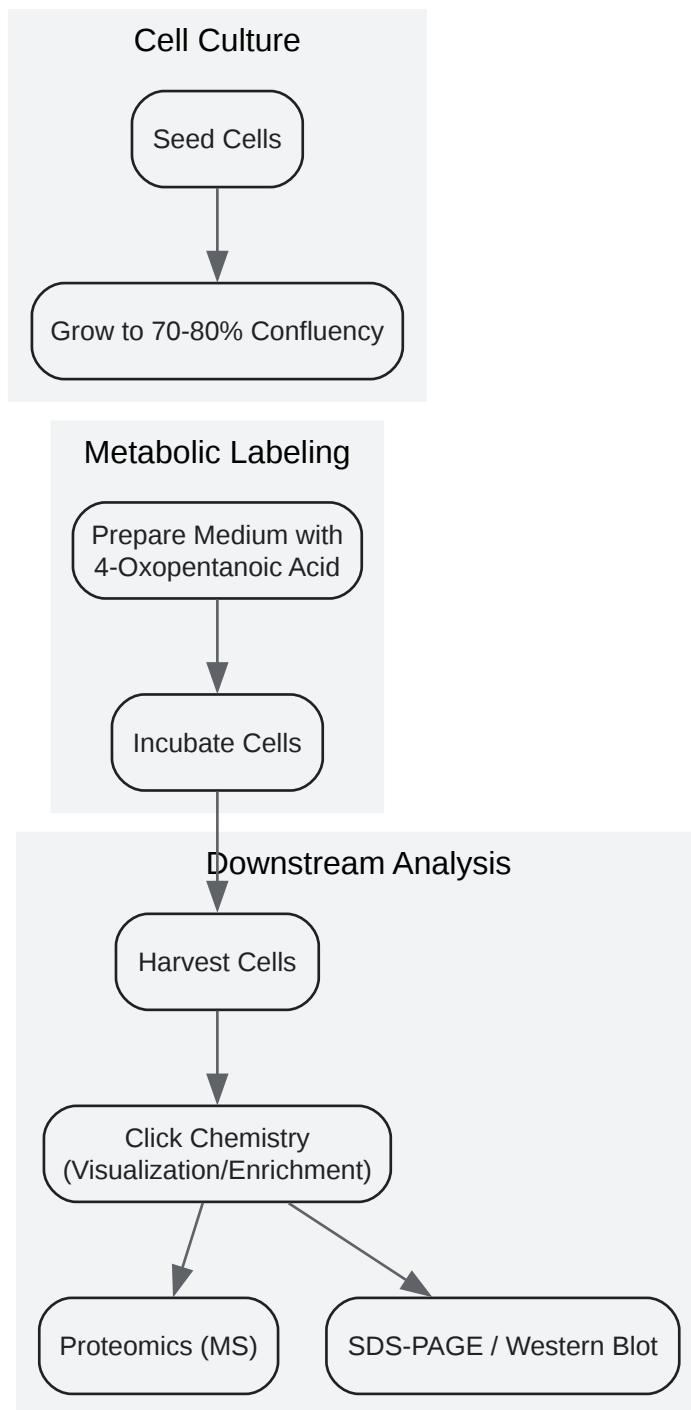 Cell Culture
Seed Cells
Grow to 70-80% Confluency
Metabolic Labeling
Prepare Medium with
4-Oxopentanoic Acid
Incubate Cells
Downstream Analysis
Harvest Cells
Click Chemistry
(Visualization/Enrichment)
Proteomics (MS)
SDS-PAGE / Western Blot